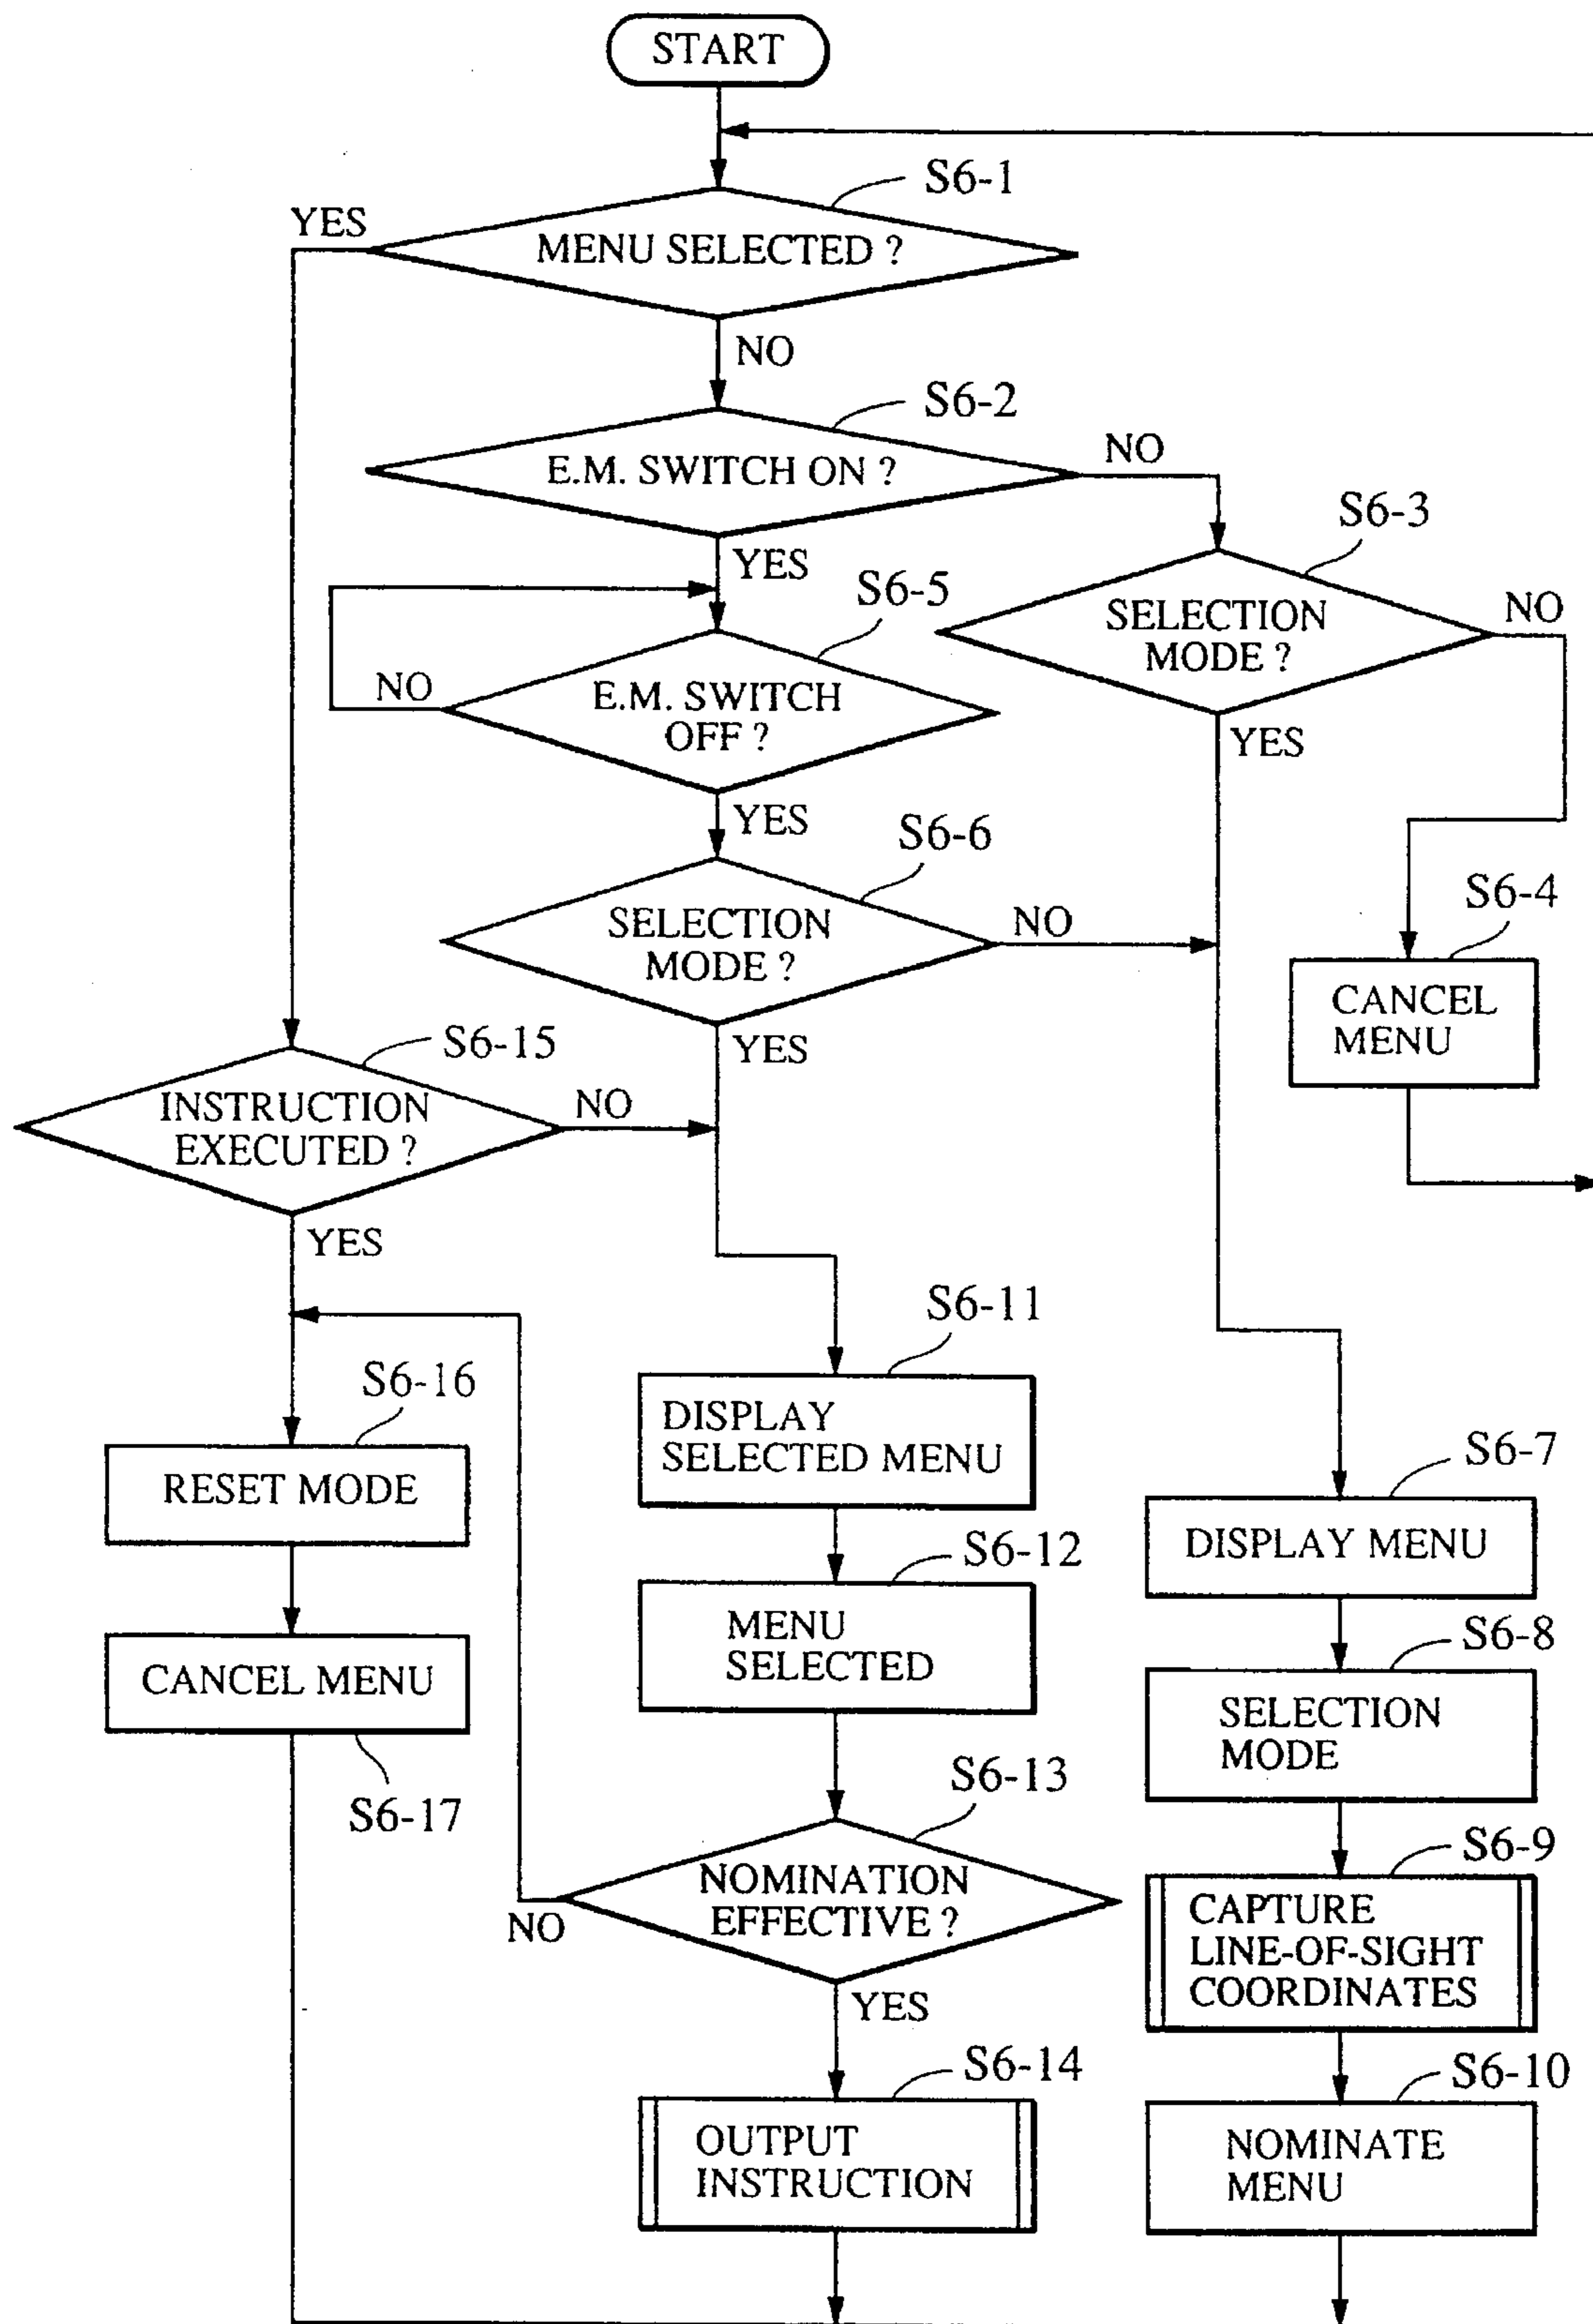 START
S6-1
YES
MENU SELECTED ?
NO
S6-2
E.M. SWITCH ON ?
NO
YES
S6-3
SELECTION
MODE ?
NO
YES
S6-5
E.M. SWITCH
OFF ?
NO
YES
S6-6
SELECTION
MODE ?
NO
YES
S6-4
CANCEL
MENU
S6-15
INSTRUCTION
EXECUTED ?
NO
YES
S6-11
DISPLAY
SELECTED MENU
S6-16
RESET MODE
S6-7
DISPLAY MENU
S6-12
MENU
SELECTED
S6-8
SELECTION
MODE
CANCEL MENU
S6-17
S6-13
NOMINATION
EFFECTIVE ?
NO
YES
S6-9
CAPTURE
LINE-OF-SIGHT
COORDINATES
S6-14
OUTPUT
INSTRUCTION
S6-10
NOMINATE
MENU